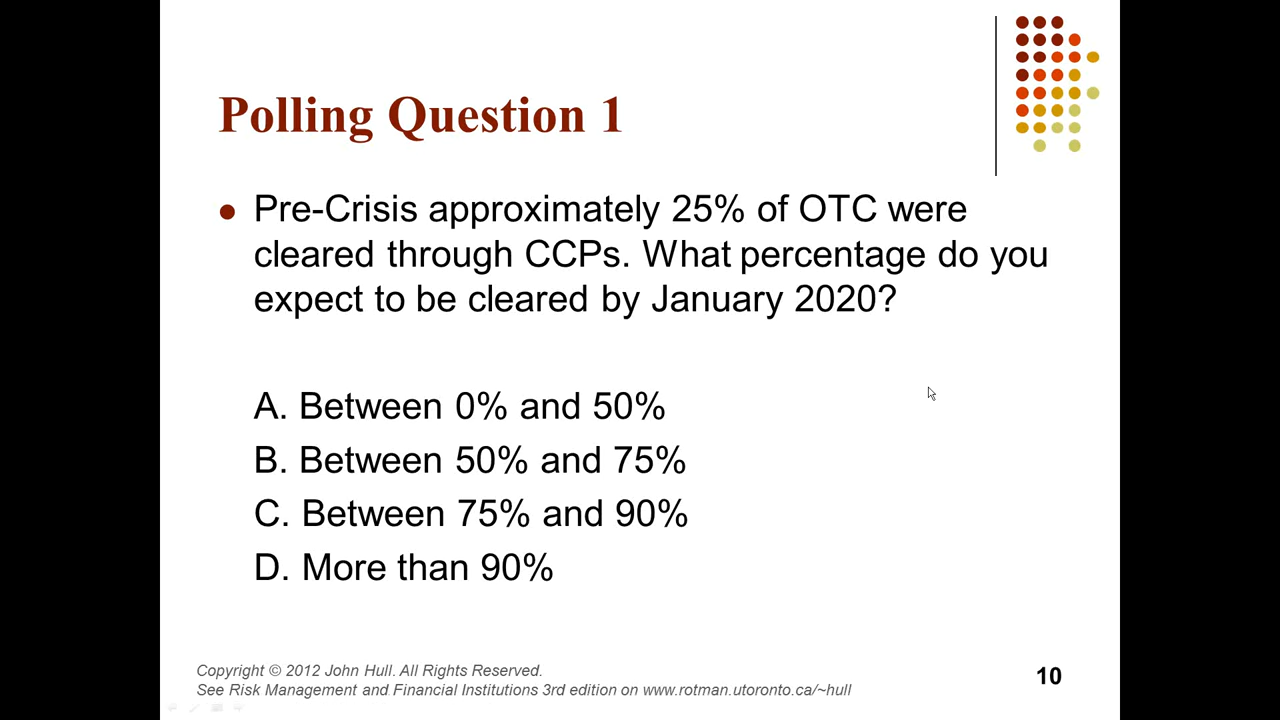 Polling Question 1
Pre-Crisis approximately 25% of OTC were
cleared through CCPs. What percentage do you
expect to be cleared by January 2020?
A. Between 0% and 50%
B. Between 50% and 75%
C. Between 75% and 90%
D. More than 90%
Copyright © 2012 John Hull. All Rights Reserved.
See Risk Management and Financial Institutions 3rd edition on www.rotman.utoronto.ca/~hull
10